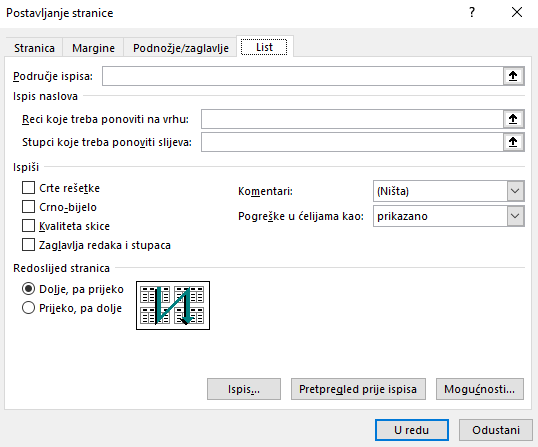 Postavljanje stranice
Stranica Margine Podnožje/zaglavlje List
Područje ispisa:
Ispis naslova
Reci koje treba ponoviti na vrhu:
Stupci koje treba ponoviti slijeva:
Ispiši
Crte rešetke
Komentari: (Ništa)
Crno-bijelo
Pogreške u ćelijama kao: prikazano
Kvaliteta skice
Zaglavlja redaka i stupaca
Redoslijed stranica
Dolje, pa prijeko
Prijeko, pa dolje
Ispis... Pretpregled prije ispisa Mogućnosti...
U redu Odustani